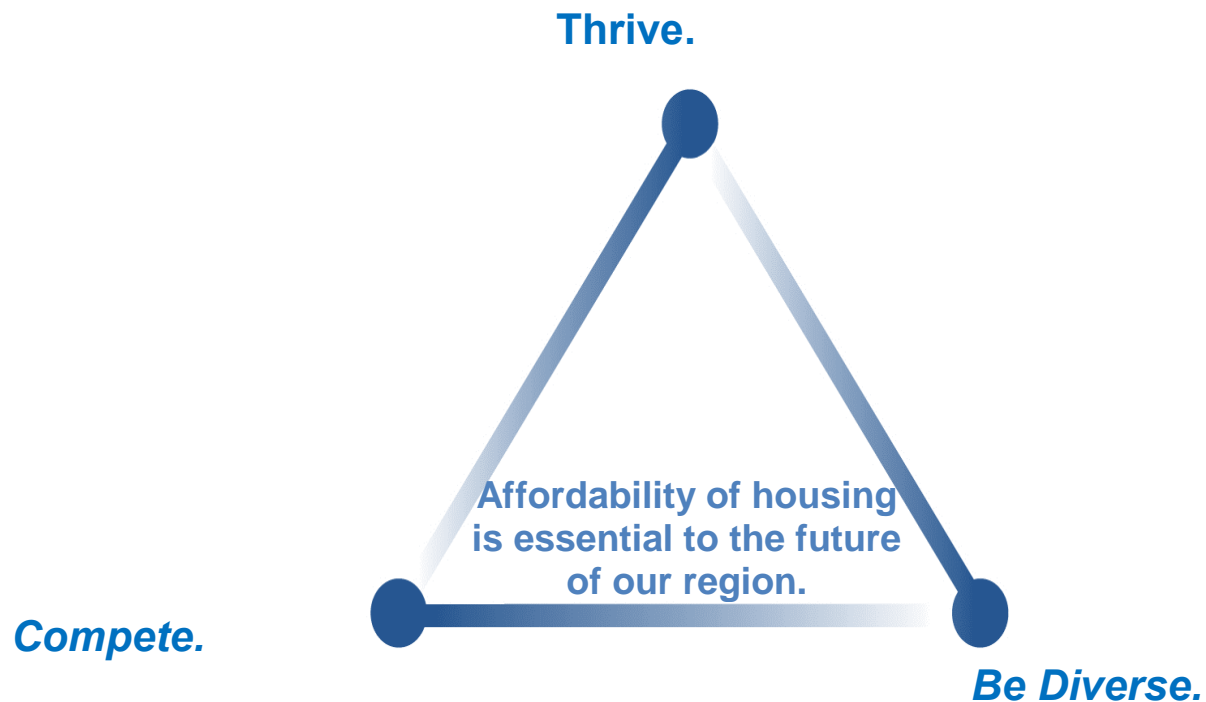 Thrive.
Affordability of housing
is essential to the future
of our region.
Compete.
Be Diverse.